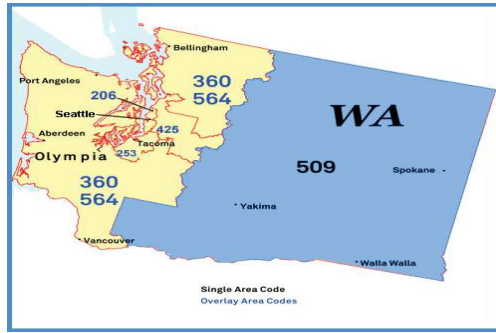 Bellingham
Port Angeles
360
564
206
WA
Seattle
425
Aberdeen
Tacoma
Olympia
253
509
Spokane
360
564
Yakima
Vancouver
Walla Walla
Single Area Code
Overlay Area Codes